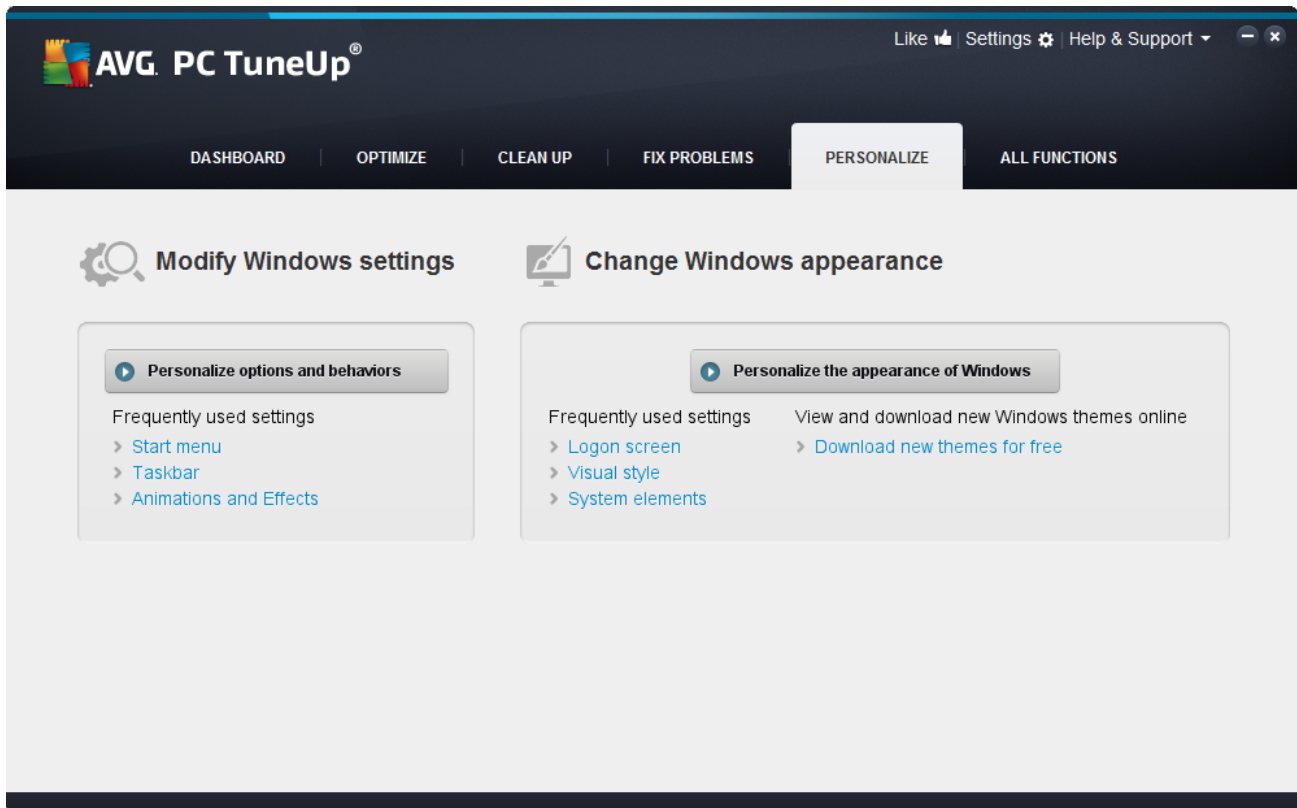 Like | Settings | Help & Support
AVG. PC TuneUp®
DASHBOARD | OPTIMIZE | CLEAN UP | FIX PROBLEMS | PERSONALIZE | ALL FUNCTIONS
Modify Windows settings
Personalize options and behaviors
Frequently used settings
Start menu
Taskbar
Animations and Effects
Change Windows appearance
Personalize the appearance of Windows
Frequently used settings
Logon screen
Visual style
System elements
View and download new Windows themes online
Download new themes for free